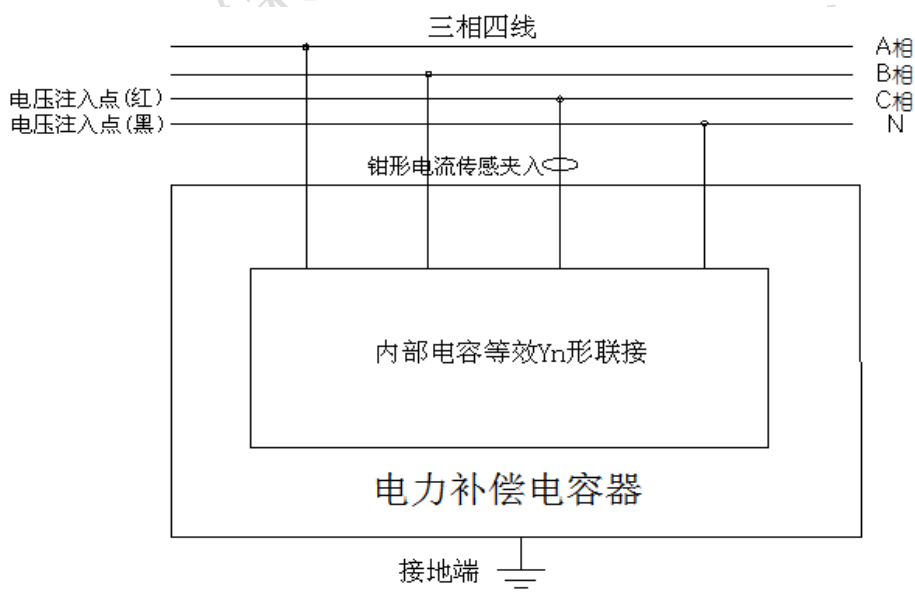 三相四线
A相
B相
电压注入点(红)
C相
电压注入点(黑)
N
钳形电流传感夹入
内部电容等效Yn形联接
电力补偿电容器
接地端